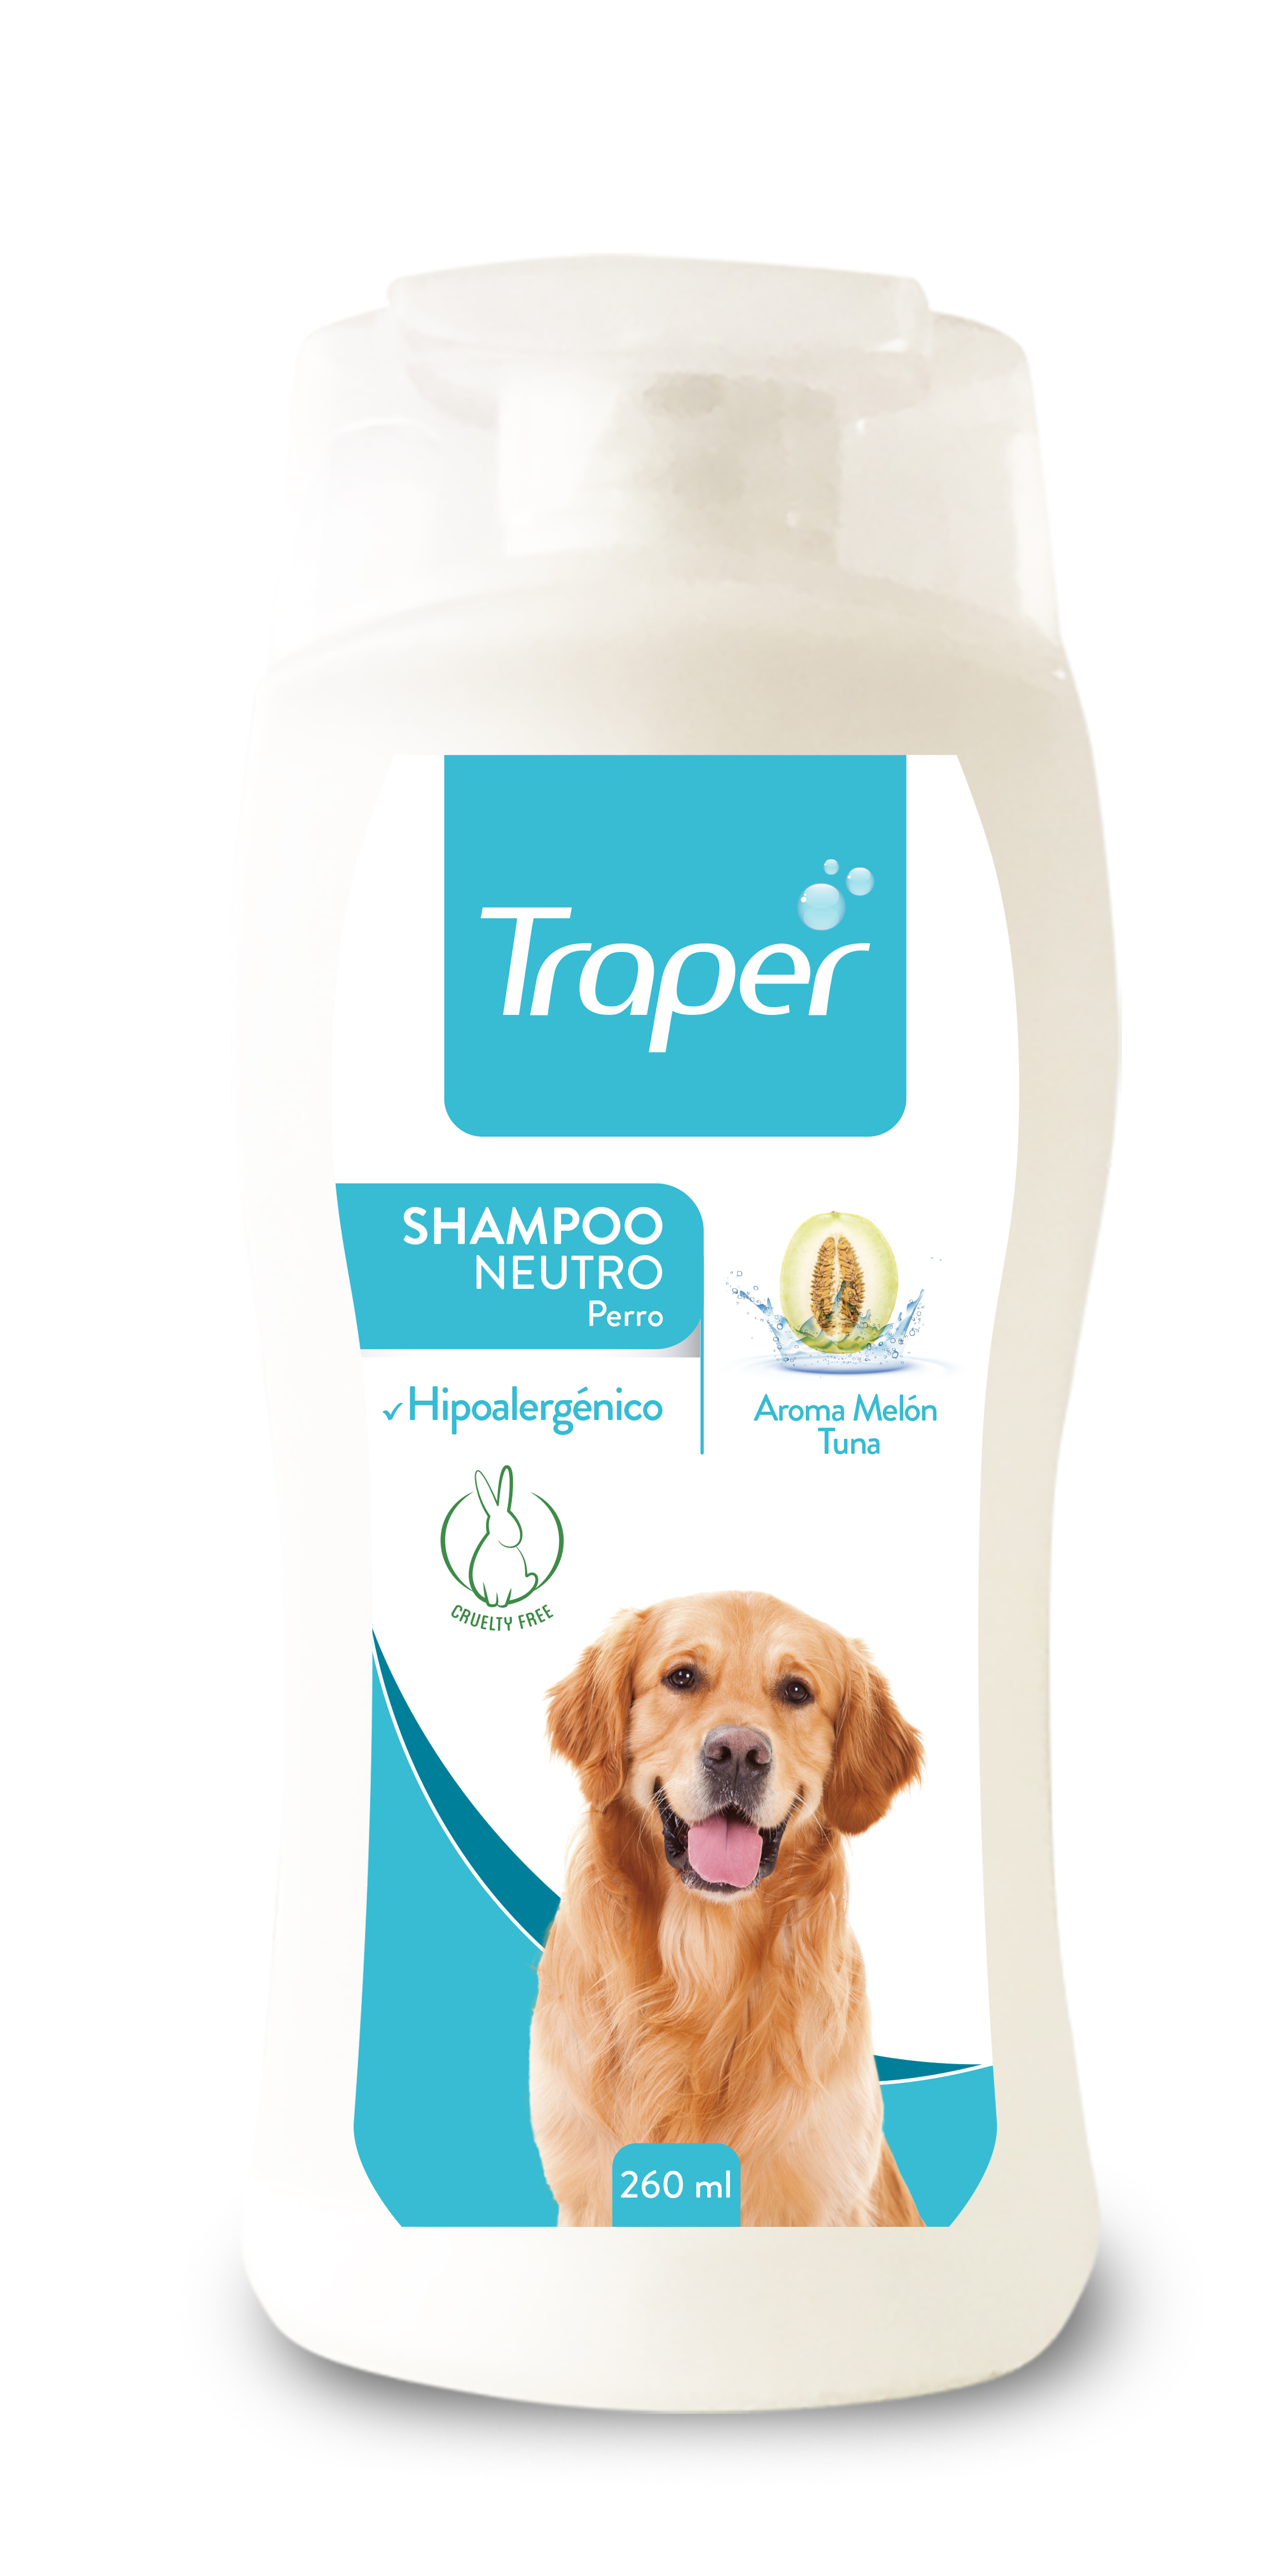 Traper
SHAMPOO
NEUTRO
Perro
✓Hipoalergénico
Aroma Melón
Tuna
CRUELTY FREE
260 ml